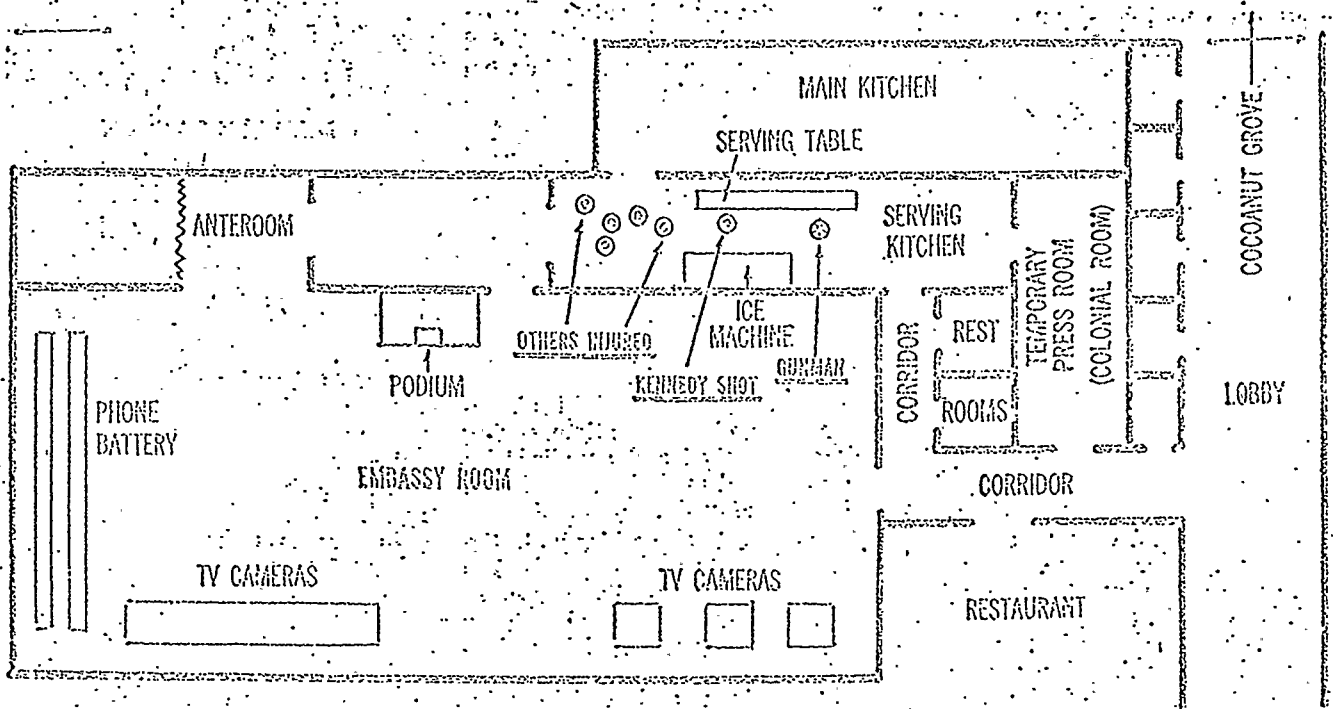 MAIN KITCHEN
SERVING TABLE
ANTEROOM
SERVING
KITCHEN
TEMPORARY
PRESS ROOM
(COLONIAL ROOM)
COCOANUT GROVE
OTHERS INJURED
ICE
MACHINE
KENNEDY SHOT
GUNMAN
CORRIDOR
REST
ROOMS
PODIUM
LOBBY
PHONE
BATTERY
EMBASSY ROOM
CORRIDOR
TV CAMERAS
TV CAMERAS
RESTAURANT